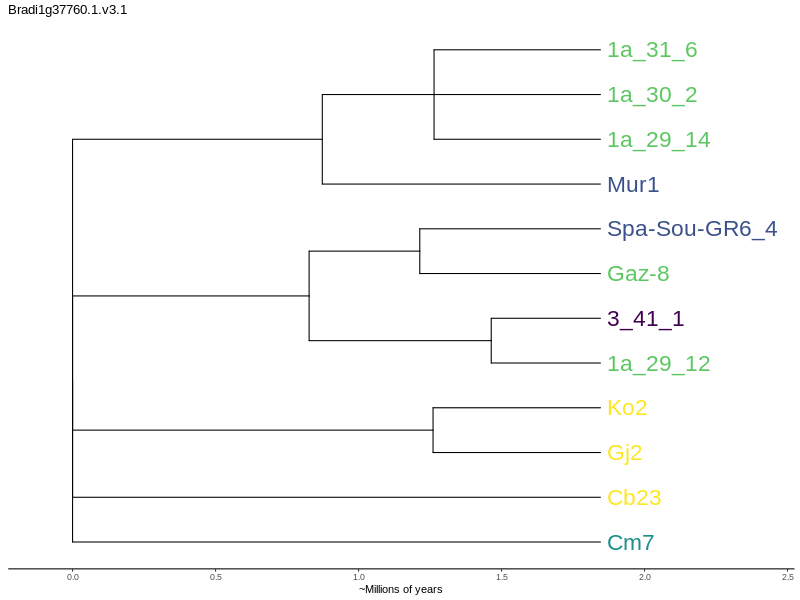 Bradi1g37760.1.v3.1
1a_31_6
1a_30_2
1a_29_14
Mur1
Spa-Sou-GR6_4
Gaz-8
3_41_1
1a_29_12
Ko2
Gj2
Cb23
Cm7
0.0 0.5 1.0 1.5 2.0 2.5
~Millions of years